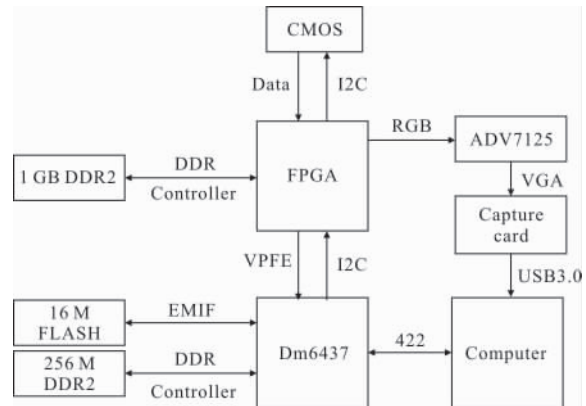 CMOS
Data
I2C
RGB
ADV7125
1 GB DDR2
DDR
Controller
FPGA
VGA
Capture
card
VPFE
I2C
USB3.0
16 M
FLASH
EMIF
256 M
DDR2
DDR
Controller
Dm6437
422
Computer